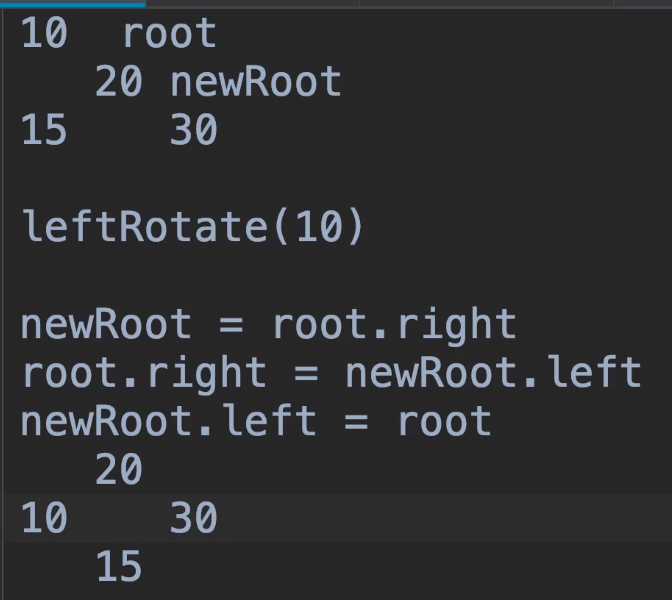 10  root
   20 newRoot
15    30
leftRotate(10)
newRoot = root.right
root.right = newRoot.left
newRoot.left = root
   20
10    30
   15